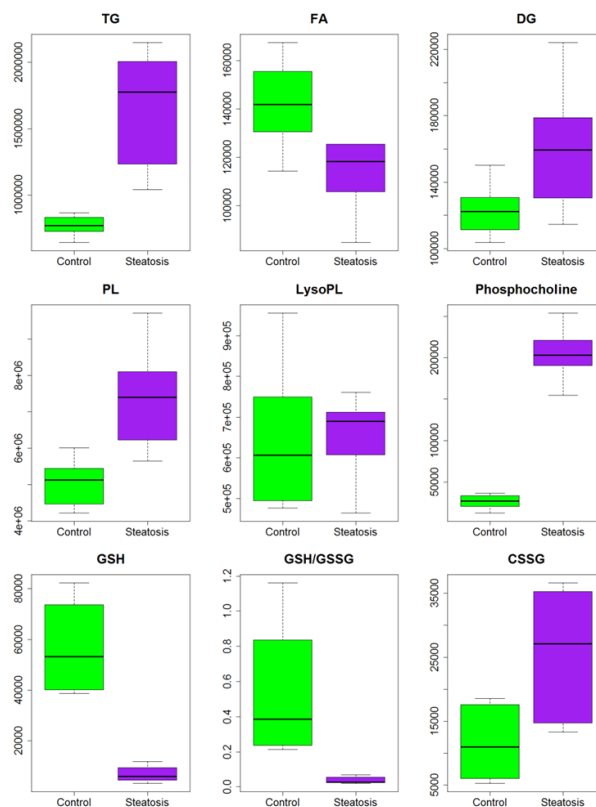 TG
2000000
1500000
1000000
Control
Steatosis
FA
160000
140000
120000
100000
Control
Steatosis
DG
220000
180000
140000
100000
Control
Steatosis
PL
8e+06
6e+06
4e+06
Control
Steatosis
LysoPL
9e+05
8e+05
7e+05
6e+05
5e+05
Control
Steatosis
Phosphocholine
200000
100000
50000
Control
Steatosis
GSH
80000
60000
40000
20000
Control
Steatosis
GSH/GSSG
1.2
1.0
0.8
0.6
0.4
0.2
0.0
Control
Steatosis
CSSG
35000
25000
15000
5000
Control
Steatosis